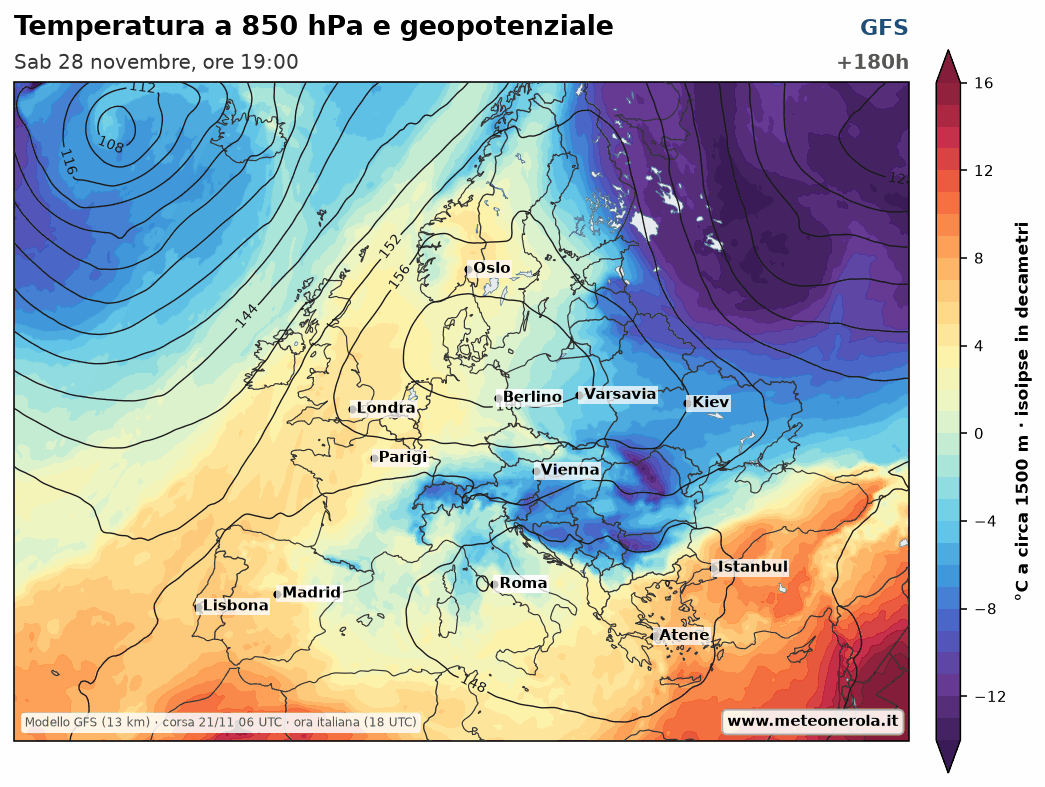 Temperatura a 850 hPa e geopotenziale
GFS
Sab 28 novembre, ore 19:00
+180h
112
108
116
152
156
144
Oslo
Berlino
Varsavia
Kiev
Londra
Parigi
Vienna
Istanbul
Roma
Madrid
Lisbona
Atene
148
Modello GFS (13 km) · corsa 21/11 06 UTC · ora italiana (18 UTC)
www.meteonerola.it
16
12
8
4
0
−4
−8
−12
°C a circa 1500 m · isoipse in decametri